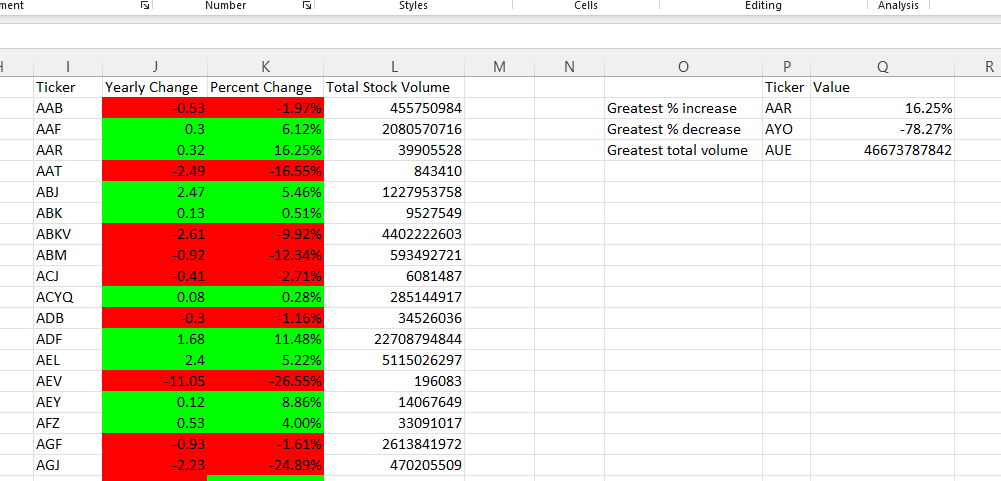 ment Number Styles Cells Editing Analysis
H I J K L M N O P Q R
Ticker Yearly Change Percent Change Total Stock Volume Ticker Value
AAB -0.53 -1.97% 455750984 Greatest % increase AAR 16.25%
AAF 0.3 6.12% 2080570716 Greatest % decrease AYO -78.27%
AAR 0.32 16.25% 39905528 Greatest total volume AUE 46673787842
AAT -2.49 -16.55% 843410
ABJ 2.47 5.46% 1227953758
ABK 0.13 0.51% 9527549
ABKV -2.61 -9.92% 4402222603
ABM -0.92 -12.34% 593492721
ACJ -0.41 -2.71% 6081487
ACYQ 0.08 0.28% 285144917
ADB -0.3 -1.16% 34526036
ADF 1.68 11.48% 22708794844
AEL 2.4 5.22% 5115026297
AEV -11.05 -26.55% 196083
AEY 0.12 8.86% 14067649
AFZ 0.53 4.00% 33091017
AGF -0.93 -1.61% 2613841972
AGJ -2.23 -24.89% 470205509